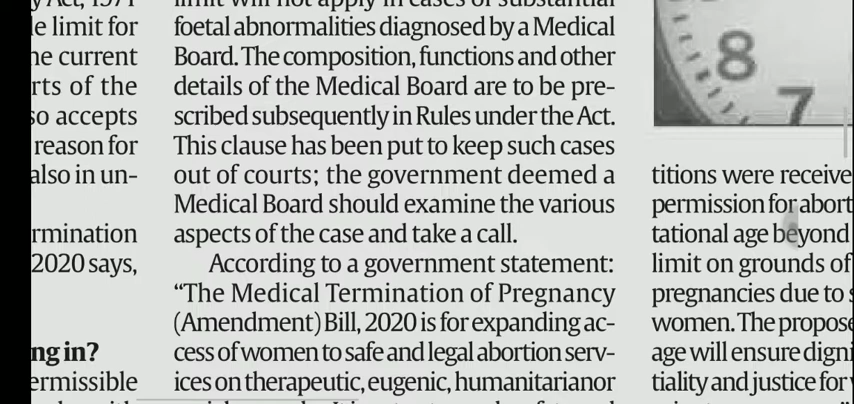 Act, 1971
le limit for
he current
rts of the
so accepts
reason for
also in un-
rmination
2020 says,
ng in?
ermissible
limit will not apply in cases of substantial
foetal abnormalities diagnosed by a Medical
Board. The composition, functions and other
details of the Medical Board are to be pre-
scribed subsequently in Rules under the Act.
This clause has been put to keep such cases
out of courts; the government deemed a
Medical Board should examine the various
aspects of the case and take a call.
According to a government statement:
“The Medical Termination of Pregnancy
(Amendment) Bill, 2020 is for expanding ac-
cess of women to safe and legal abortion serv-
ices on therapeutic, eugenic, humanitarianor
8
7
titions were receive
permission for abort
tational age beyond
limit on grounds of
pregnancies due to s
women. The propose
age will ensure digni
tiality and justice for